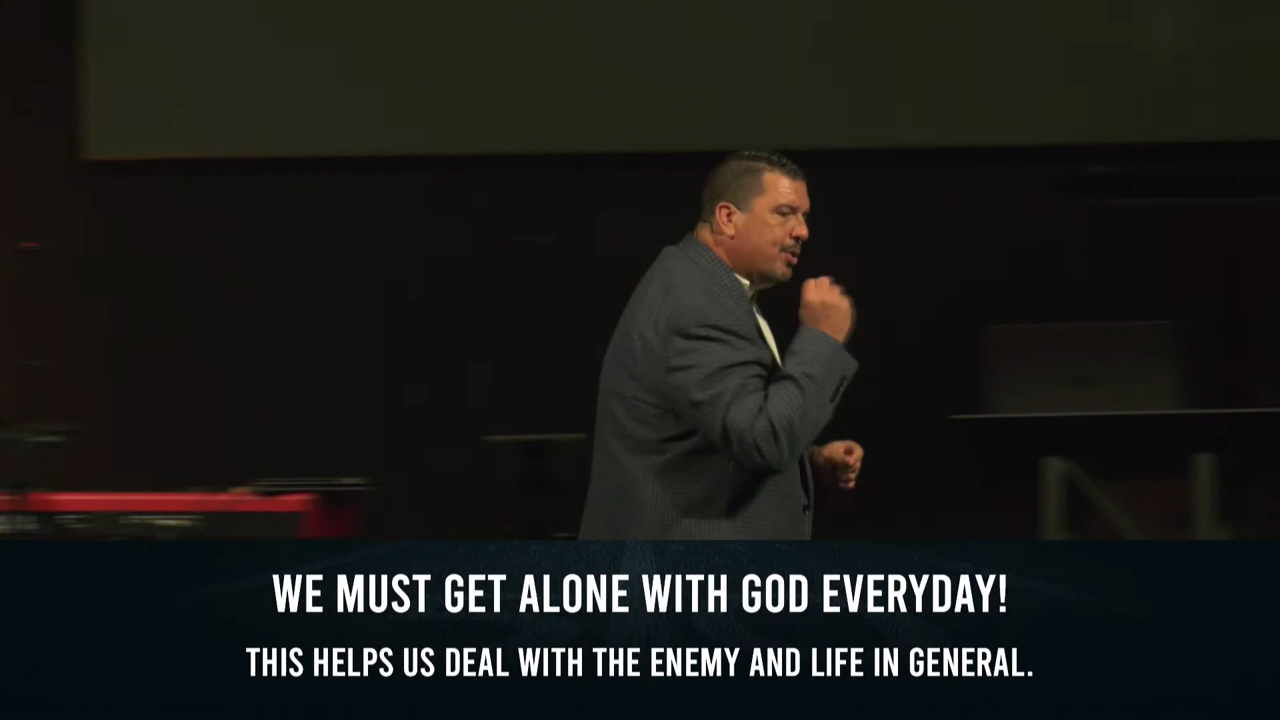 WE MUST GET ALONE WITH GOD EVERYDAY!
THIS HELPS US DEAL WITH THE ENEMY AND LIFE IN GENERAL.